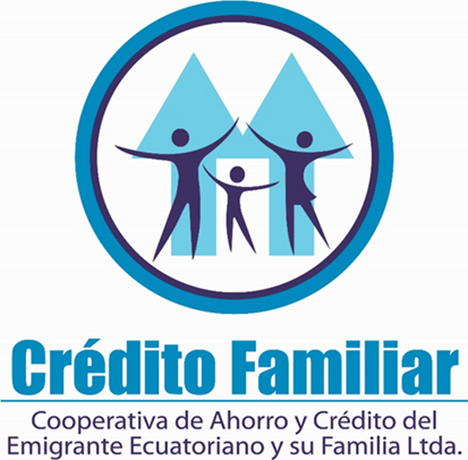 Crédito Familiar
Cooperativa de Ahorro y Crédito del
Emigrante Ecuatoriano y su Familia Ltda.